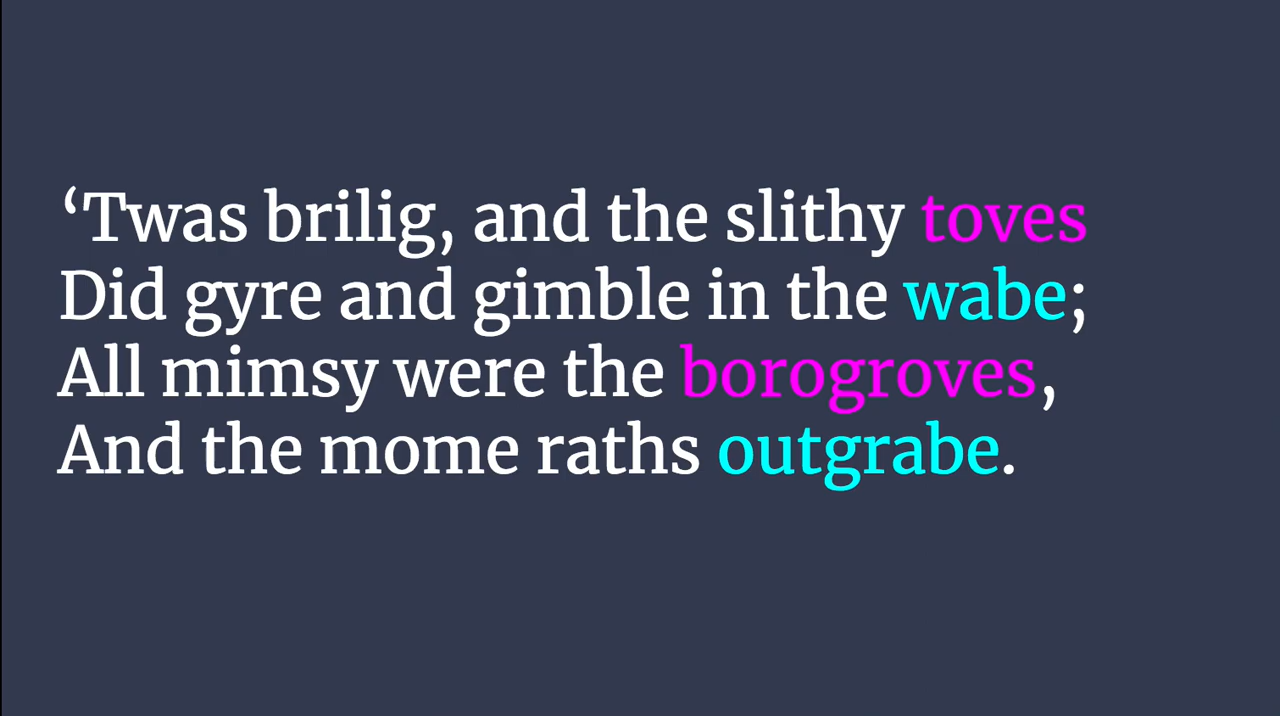 ‘Twas brilig, and the slithy toves
Did gyre and gimble in the wabe;
All mimsy were the borogroves,
And the mome raths outgrabe.